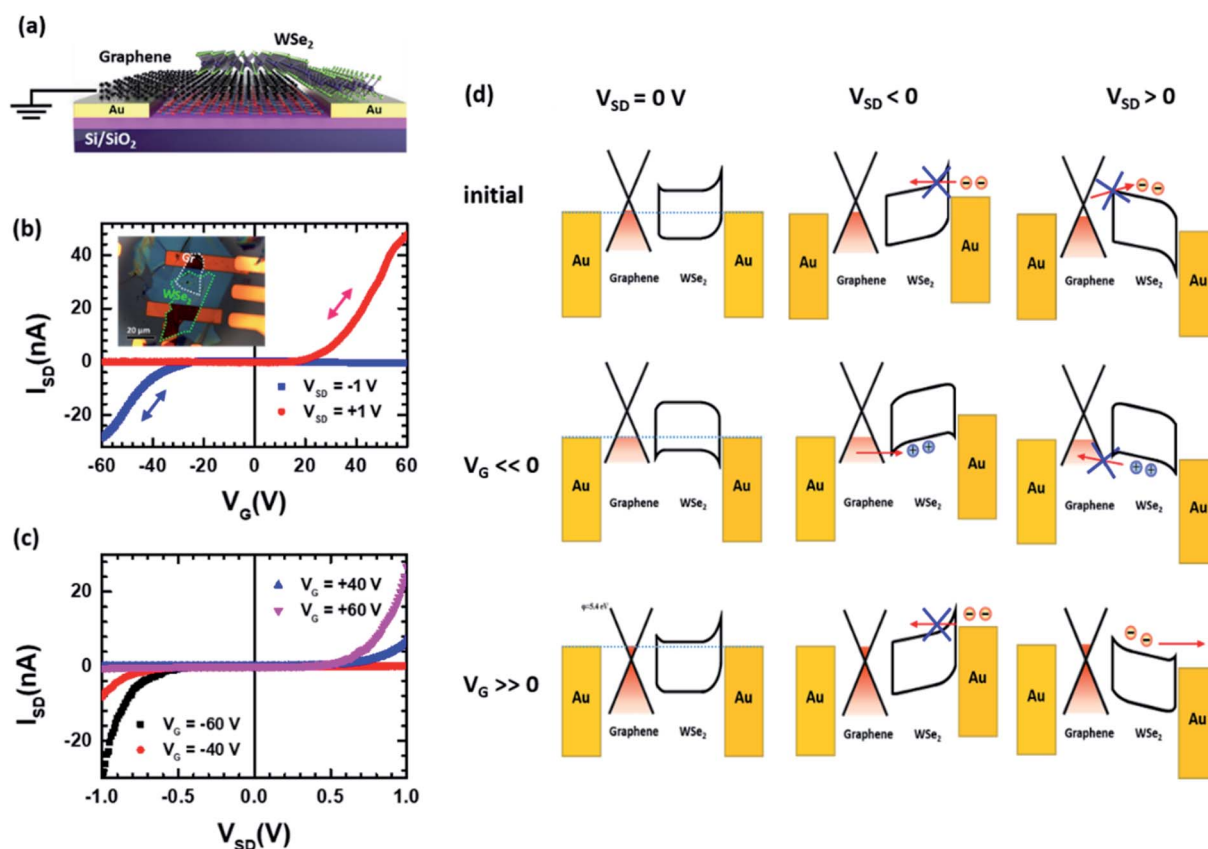 (a)
WSe2
Graphene
Au
Au
Si/SiO2
(b)
ISD(nA)
40
20
0
-20
Gr
WSe2
20 μm
VSD = -1 V
VSD = +1 V
-60 -40 -20 0 20 40 60
VG(V)
(c)
ISD(nA)
20
0
-20
VG = +40 V
VG = +60 V
VG = -60 V
VG = -40 V
-1.0 -0.5 0.0 0.5 1.0
VSD(V)
(d)
VSD = 0 V
VSD < 0
VSD > 0
initial
Au
Graphene
WSe2
Au
Au
Graphene
WSe2
Au
Graphene
WSe2
Au
Au
VG << 0
Au
Graphene
WSe2
Au
Au
Graphene
WSe2
Au
Au
Graphene
WSe2
Au
VG >> 0
φ=5.4 eV
Au
Graphene
WSe2
Au
Au
Graphene
WSe2
Au
Au
Graphene
WSe2
Au